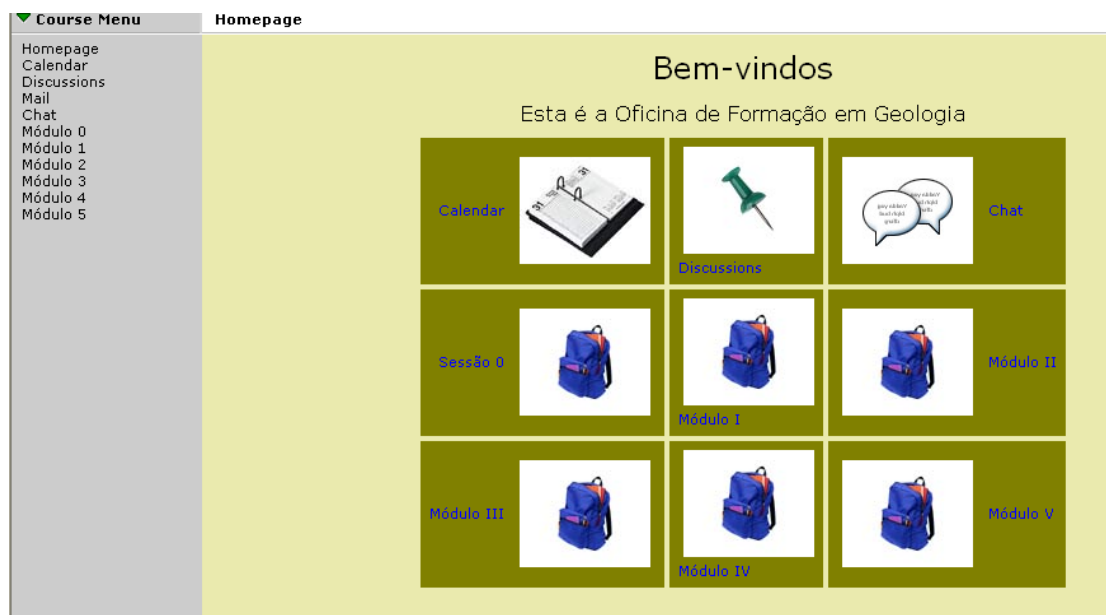 Course Menu
Homepage
Homepage
Calendar
Discussions
Mail
Chat
Módulo 0
Módulo 1
Módulo 2
Módulo 3
Módulo 4
Módulo 5
Bem-vindos
Esta é a Oficina de Formação em Geologia
Calendar
31
31
Discussions
Chat
Sessão 0
Módulo I
Módulo II
Módulo III
Módulo IV
Módulo V